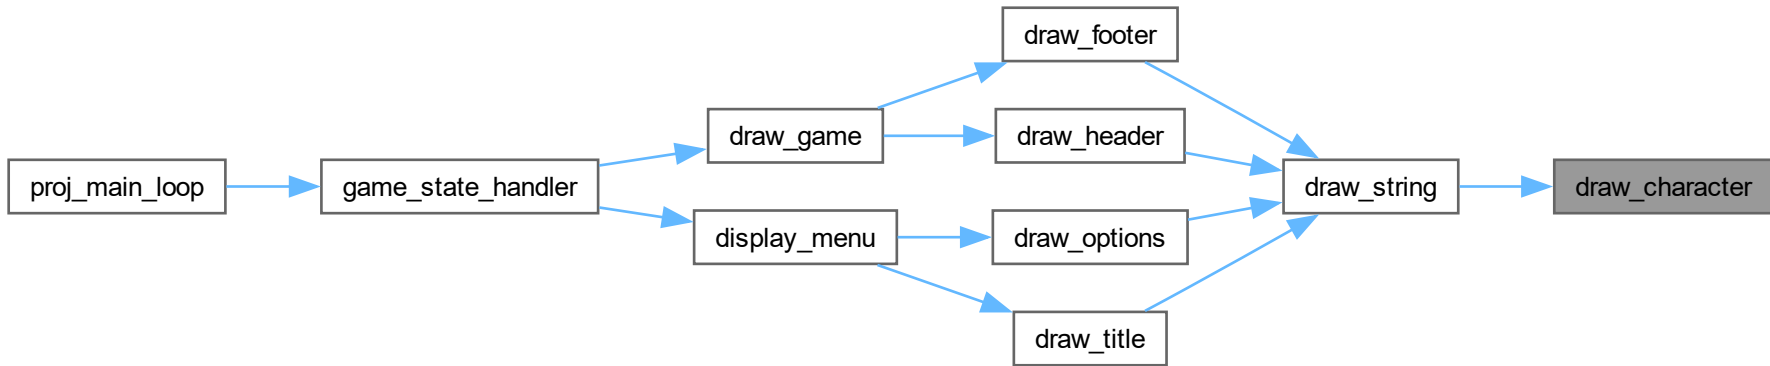 proj_main_loop
game_state_handler
draw_game
display_menu
draw_footer
draw_header
draw_options
draw_title
draw_string
draw_character